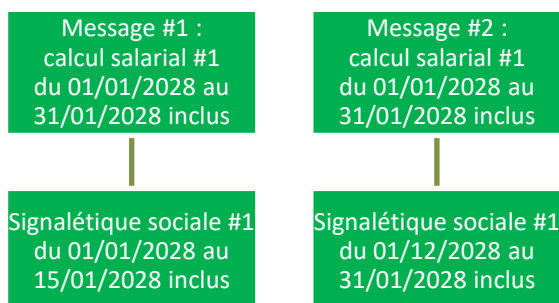 Message #1 :
calcul salarial #1
du 01/01/2028 au
31/01/2028 inclus
Message #2 :
calcul salarial #1
du 01/01/2028 au
31/01/2028 inclus
Signalétique sociale #1
du 01/01/2028 au
15/01/2028 inclus
Signalétique sociale #1
du 01/12/2028 au
31/01/2028 inclus